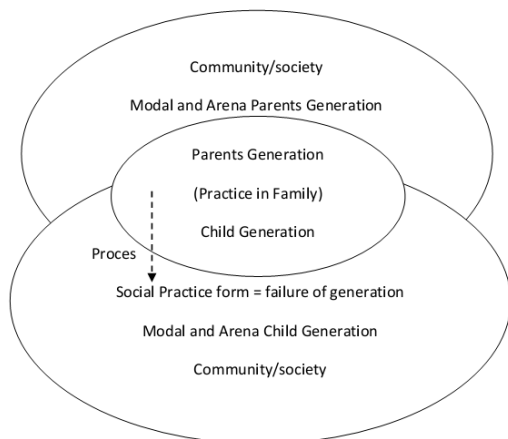 Community/society
Modal and Arena Parents Generation
Parents Generation
(Practice in Family)
Child Generation
Proces
Social Practice form = failure of generation
Modal and Arena Child Generation
Community/society